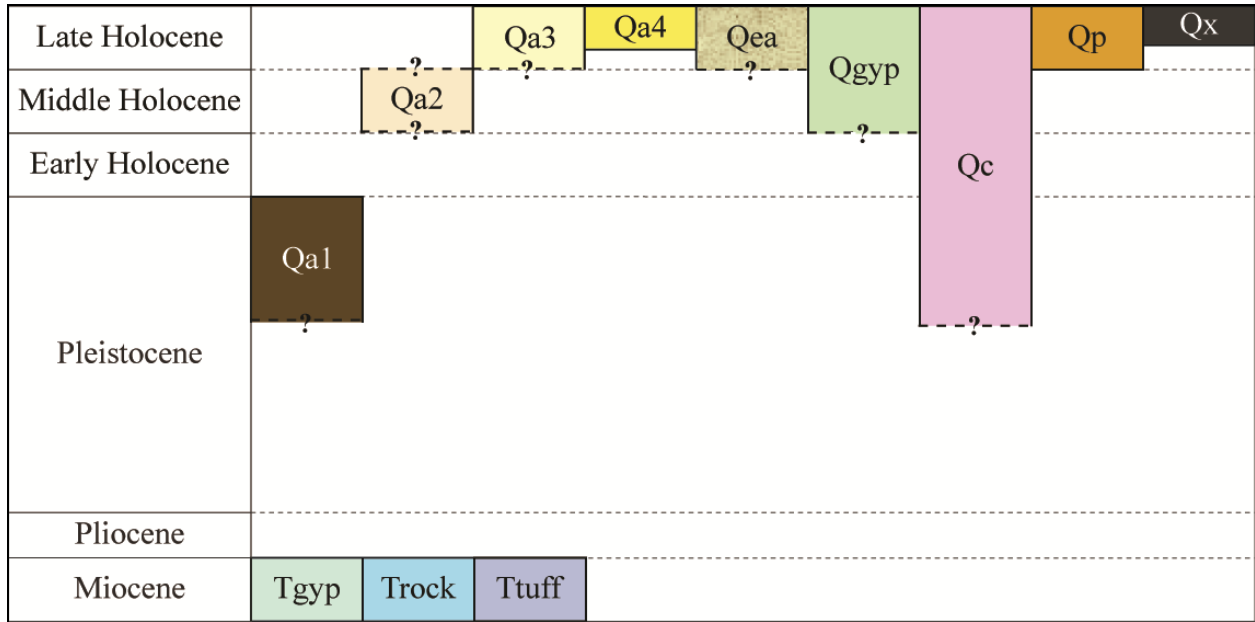 Late Holocene
Qa3
Qa4
Qea
Qgyp
Qc
Qp
Qx
?
?
?
Middle Holocene
Qa2
?
?
Early Holocene
Pleistocene
Qa1
?
?
Pliocene
Miocene
Tgyp
Trock
Ttuff